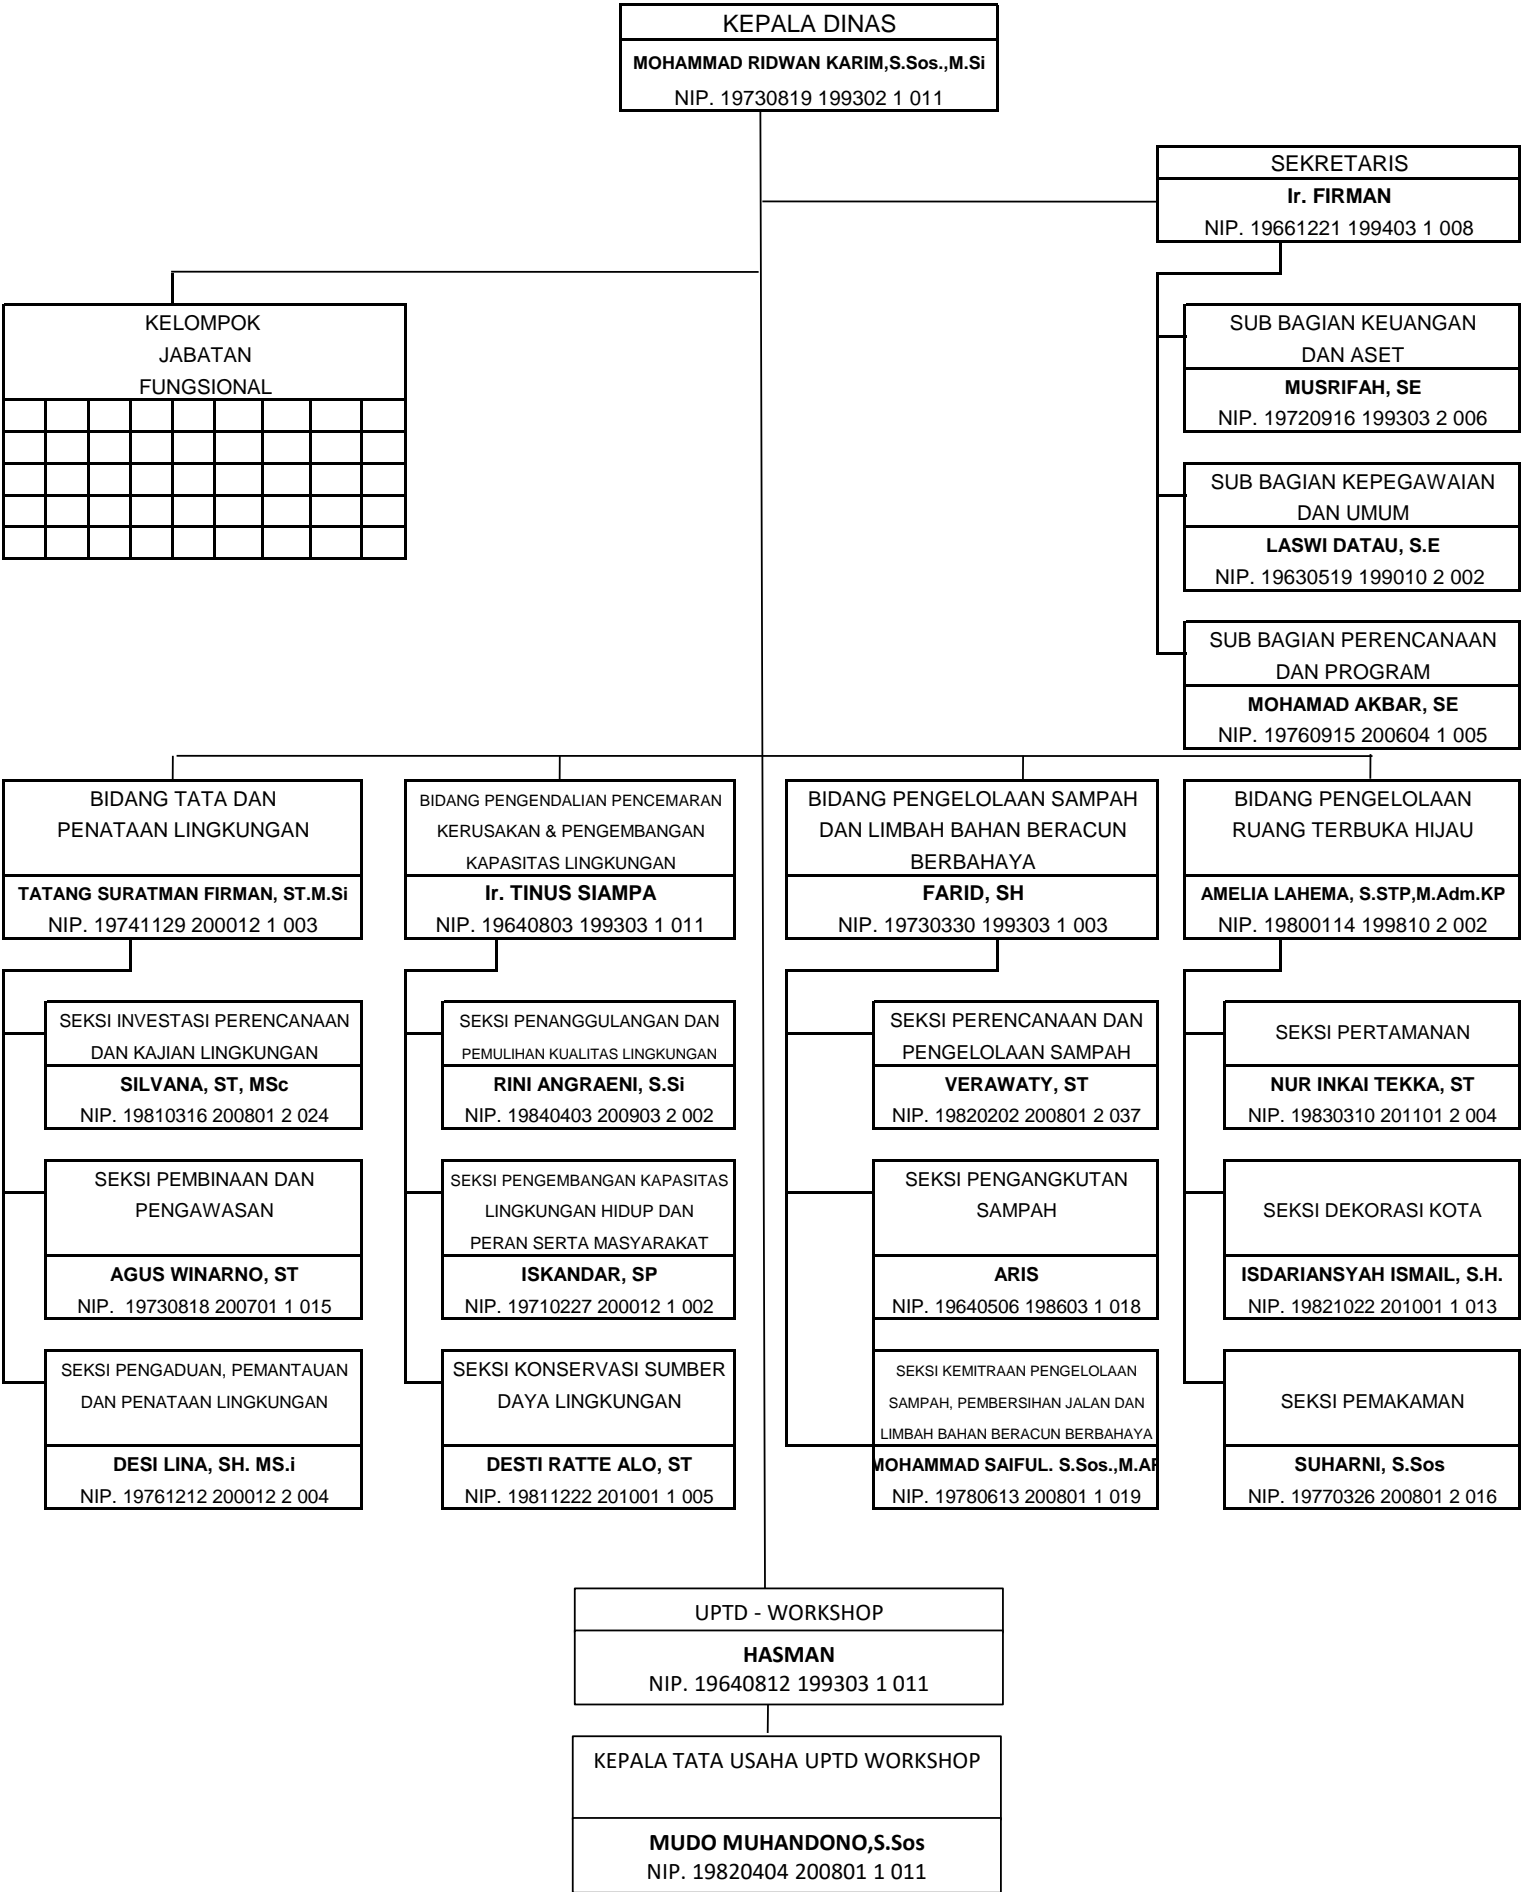 KEPALA DINAS
MOHAMMAD RIDWAN KARIM,S.Sos.,M.Si
NIP. 19730819 199302 1 011
SEKRETARIS
Ir. FIRMAN
NIP. 19661221 199403 1 008
KELOMPOK
JABATAN
FUNGSIONAL
SUB BAGIAN KEUANGAN
DAN ASET
MUSRIFAH, SE
NIP. 19720916 199303 2 006
SUB BAGIAN KEPEGAWAIAN
DAN UMUM
LASWI DATAU, S.E
NIP. 19630519 199010 2 002
SUB BAGIAN PERENCANAAN
DAN PROGRAM
MOHAMAD AKBAR, SE
NIP. 19760915 200604 1 005
BIDANG TATA DAN
PENATAAN LINGKUNGAN
TATANG SURATMAN FIRMAN, ST.M.Si
NIP. 19741129 200012 1 003
SEKSI INVESTASI PERENCANAAN
DAN KAJIAN LINGKUNGAN
SILVANA, ST, MSc
NIP. 19810316 200801 2 024
SEKSI PEMBINAAN DAN
PENGAWASAN
AGUS WINARNO, ST
NIP.  19730818 200701 1 015
SEKSI PENGADUAN, PEMANTAUAN
DAN PENATAAN LINGKUNGAN
DESI LINA, SH. MS.i
NIP. 19761212 200012 2 004
BIDANG PENGENDALIAN PENCEMARAN
KERUSAKAN & PENGEMBANGAN
KAPASITAS LINGKUNGAN
Ir. TINUS SIAMPA
NIP. 19640803 199303 1 011
SEKSI PENANGGULANGAN DAN
PEMULIHAN KUALITAS LINGKUNGAN
RINI ANGRAENI, S.Si
NIP. 19840403 200903 2 002
SEKSI PENGEMBANGAN KAPASITAS
LINGKUNGAN HIDUP DAN
PERAN SERTA MASYARAKAT
ISKANDAR, SP
NIP. 19710227 200012 1 002
SEKSI KONSERVASI SUMBER
DAYA LINGKUNGAN
DESTI RATTE ALO, ST
NIP. 19811222 201001 1 005
BIDANG PENGELOLAAN SAMPAH
DAN LIMBAH BAHAN BERACUN
BERBAHAYA
FARID, SH
NIP. 19730330 199303 1 003
SEKSI PERENCANAAN DAN
PENGELOLAAN SAMPAH
VERAWATY, ST
NIP. 19820202 200801 2 037
SEKSI PENGANGKUTAN
SAMPAH
ARIS
NIP. 19640506 198603 1 018
SEKSI KEMITRAAN PENGELOLAAN
SAMPAH, PEMBERSIHAN JALAN DAN
LIMBAH BAHAN BERACUN BERBAHAYA
MOHAMMAD SAIFUL. S.Sos.,M.AP
NIP. 19780613 200801 1 019
BIDANG PENGELOLAAN
RUANG TERBUKA HIJAU
AMELIA LAHEMA, S.STP,M.Adm.KP
NIP. 19800114 199810 2 002
SEKSI PERTAMANAN
NUR INKAI TEKKA, ST
NIP. 19830310 201101 2 004
SEKSI DEKORASI KOTA
ISDARIANSYAH ISMAIL, S.H.
NIP. 19821022 201001 1 013
SEKSI PEMAKAMAN
SUHARNI, S.Sos
NIP. 19770326 200801 2 016
UPTD - WORKSHOP
HASMAN
NIP. 19640812 199303 1 011
KEPALA TATA USAHA UPTD WORKSHOP
MUDO MUHANDONO,S.Sos
NIP. 19820404 200801 1 011